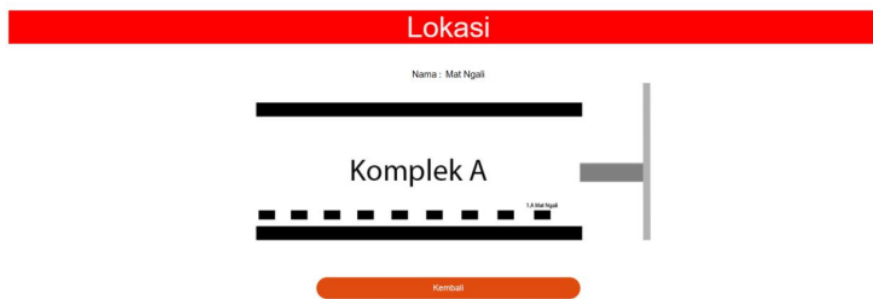 Lokasi
Nama : Mat Ngali
Komplek A
1.A Mat Ngali
Kembali